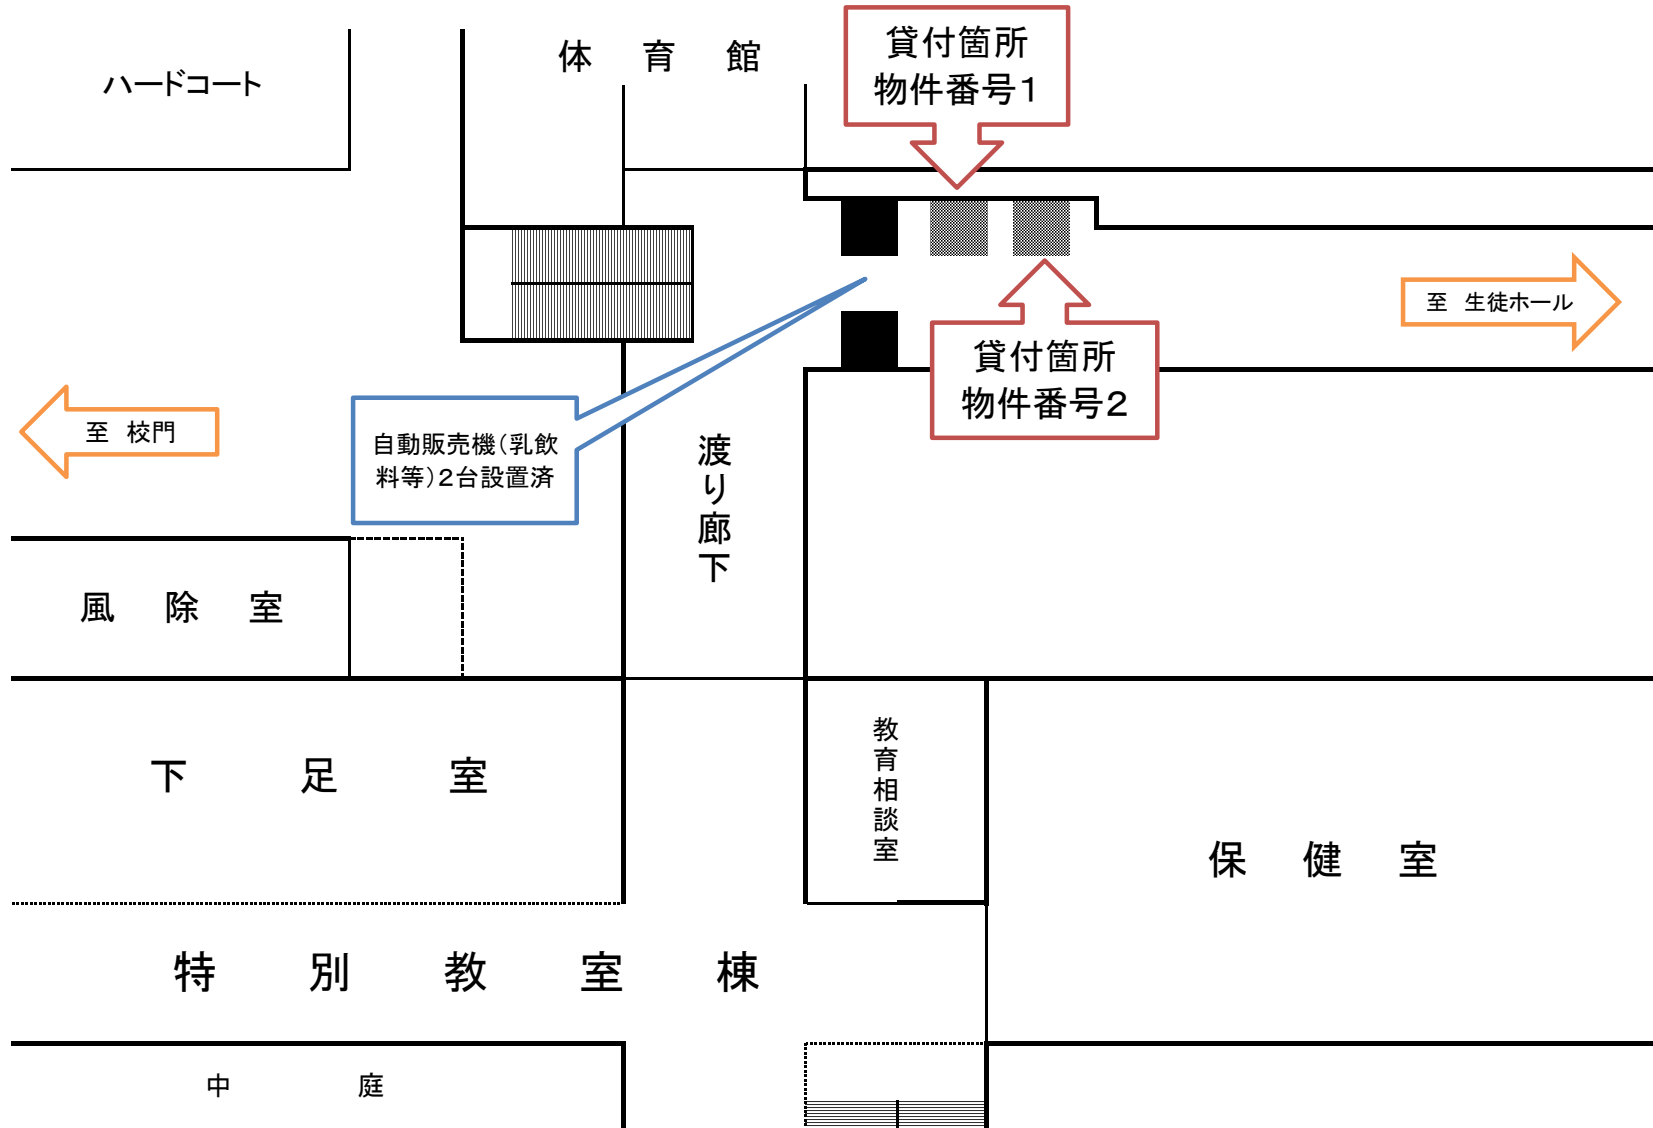 体 育 館
貸付箇所
物件番号1
ハードコート
至 生徒ホール
貸付箇所
物件番号2
至 校門
自動販売機(乳飲
料等)2台設置済
渡り廊下
風 除 室
教育相談室
下 足 室
保 健 室
特 別 教 室 棟
中 庭